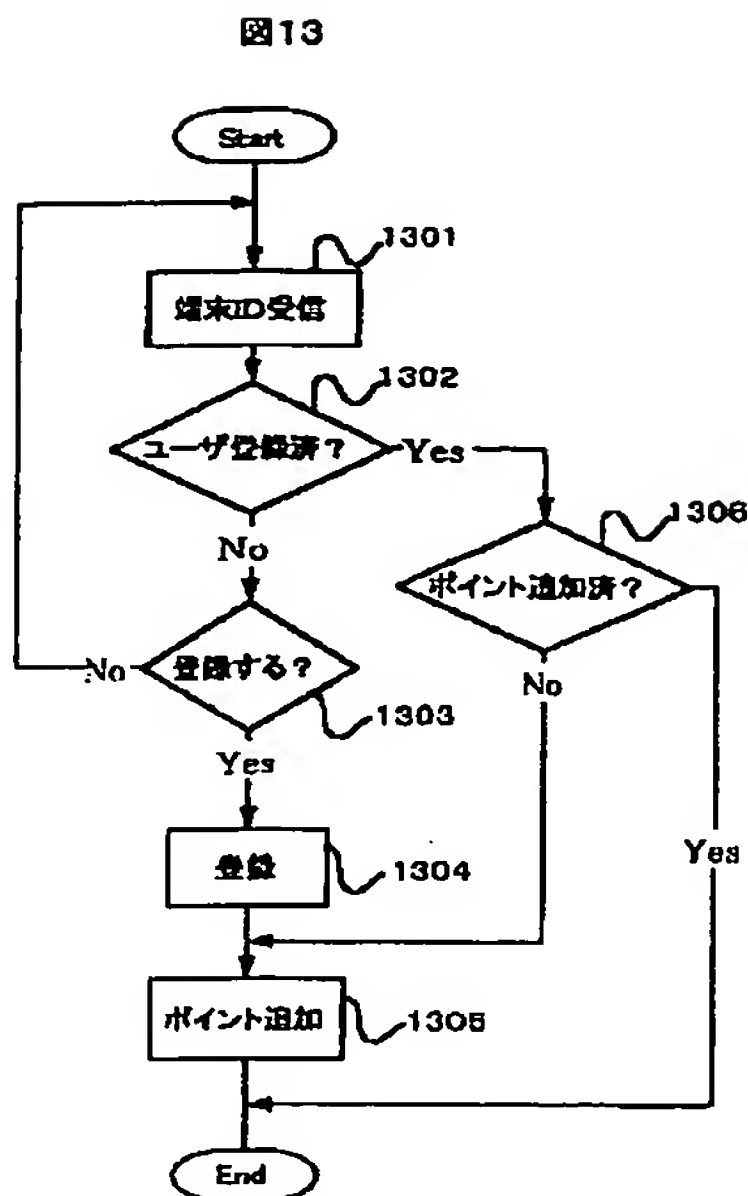 図13
Start
1301
端末ID受信
1302
ユーザ登録済？
Yes
1306
No
ポイント追加済？
No
登録する？
No
1303
Yes
登録
1304
Yes
ポイント追加
1305
End